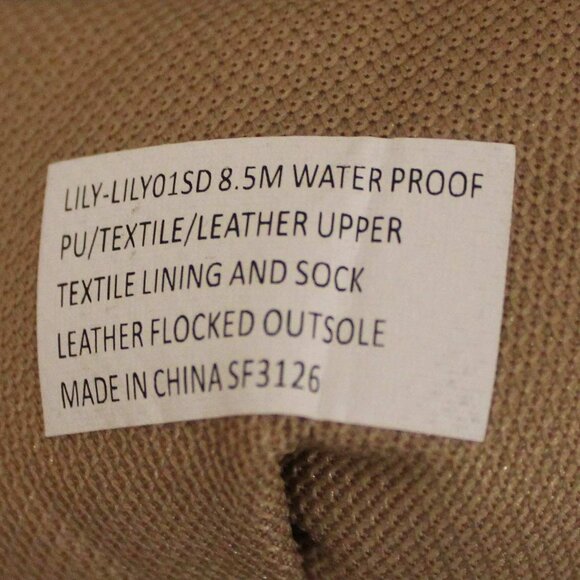 LILY-LILY01SD 8.5M WATER PROOF
PU/TEXTILE/LEATHER UPPER
TEXTILE LINING AND SOCK
LEATHER FLOCKED OUTSOLE
MADE IN CHINA SF3126